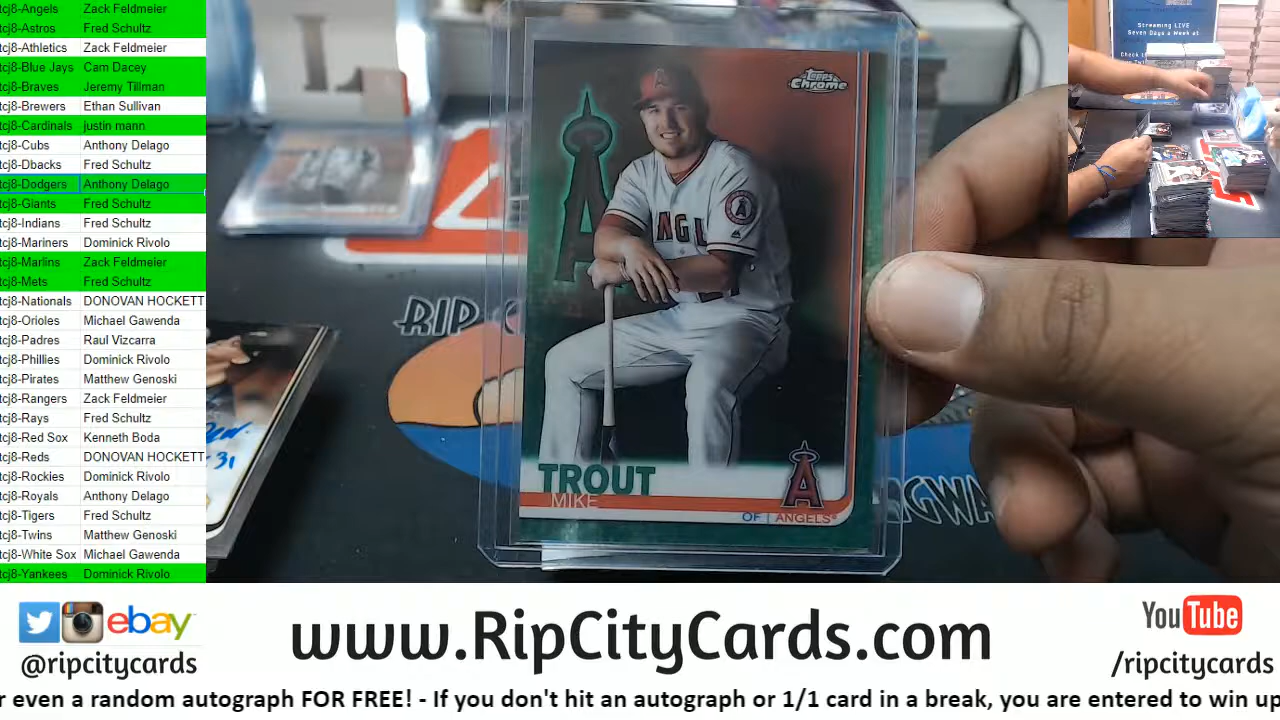 tcj8-Angels Zack Feldmeier
tcj8-Astros Fred Schultz
tcj8-Athletics Zack Feldmeier
tcj8-Blue Jays Cam Dacey
tcj8-Braves Jeremy Tillman
tcj8-Brewers Ethan Sullivan
tcj8-Cardinals justin mann
tcj8-Cubs Anthony Delago
tcj8-Dbacks Fred Schultz
tcj8-Dodgers Anthony Delago
tcj8-Giants Fred Schultz
tcj8-Indians Fred Schultz
tcj8-Mariners Dominick Rivolo
tcj8-Marlins Zack Feldmeier
tcj8-Mets Fred Schultz
tcj8-Nationals DONOVAN HOCKETT
tcj8-Orioles Michael Gawenda
tcj8-Padres Raul Vizcarra
tcj8-Phillies Dominick Rivolo
tcj8-Pirates Matthew Genoski
tcj8-Rangers Zack Feldmeier
tcj8-Rays Fred Schultz
tcj8-Red Sox Kenneth Boda
tcj8-Reds DONOVAN HOCKETT
tcj8-Rockies Dominick Rivolo
tcj8-Royals Anthony Delago
tcj8-Tigers Fred Schultz
tcj8-Twins Matthew Genoski
tcj8-White Sox Michael Gawenda
tcj8-Yankees Dominick Rivolo
Topps
Chrome
A
ANGL
A
TROUT
MIKE
A
OF | ANGELS
RIP
31
Streaming LIVE
Seven Days a Week at
ebay
@ripcitycards
www.RipCityCards.com
YouTube
/ripcitycards
r even a random autograph FOR FREE! - If you don't hit an autograph or 1/1 card in a break, you are entered to win up